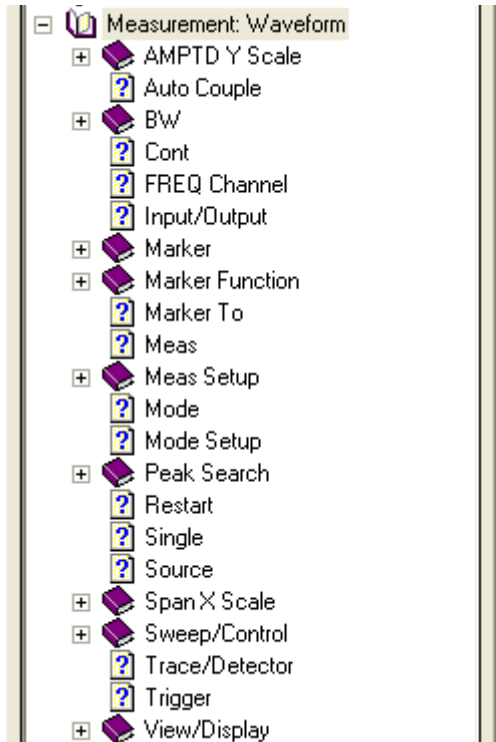 Measurement: Waveform
AMPTD Y Scale
Auto Couple
BW
Cont
FREQ Channel
Input/Output
Marker
Marker Function
Marker To
Meas
Meas Setup
Mode
Mode Setup
Peak Search
Restart
Single
Source
Span X Scale
Sweep/Control
Trace/Detector
Trigger
View/Display